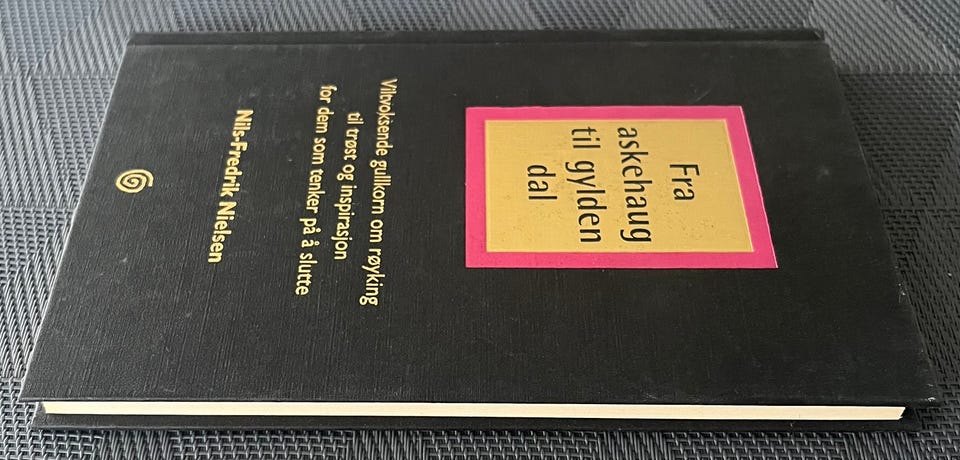 Fra
askehaug
til gylden
dal
Viltvoksende gullkorn om røyking
til trøst og inspirasjon
for dem som tenker på å slutte
Nils-Fredrik Nielsen